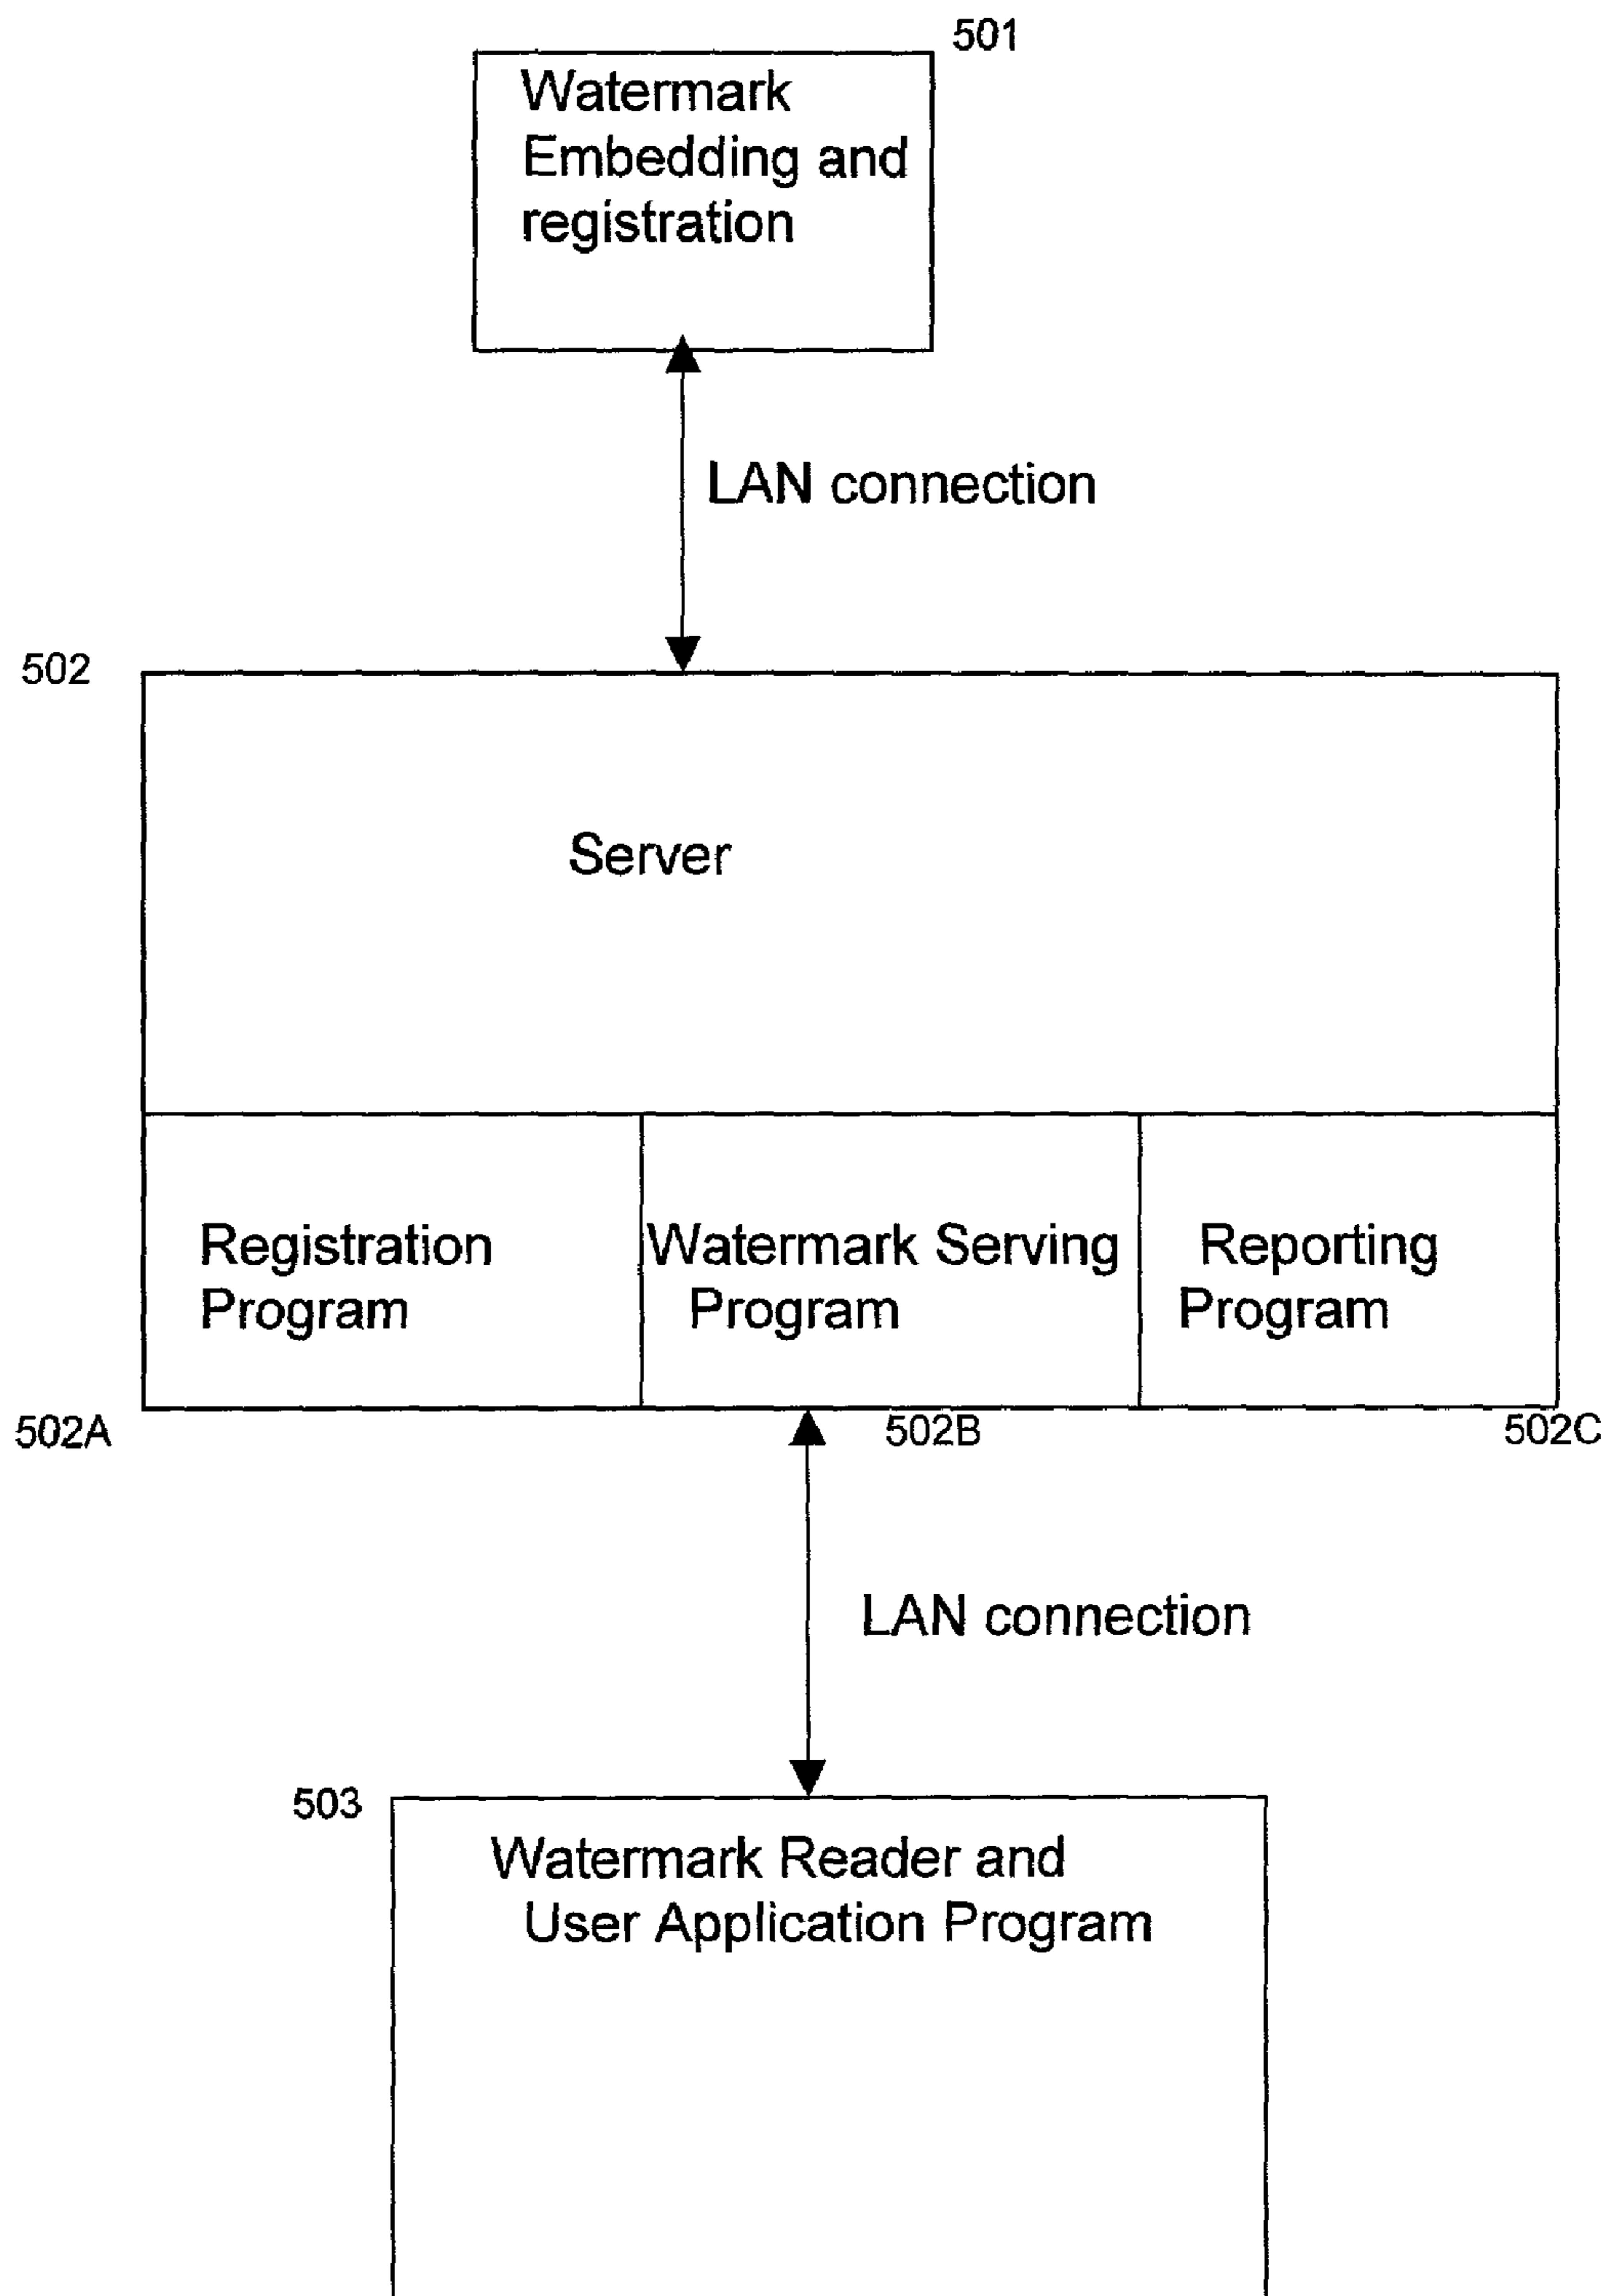 501
Watermark
Embedding and
registration
LAN connection
502
Server
Registration
Program
Watermark Serving
Program
Reporting
Program
502A
502B
502C
LAN connection
503
Watermark Reader and
User Application Program